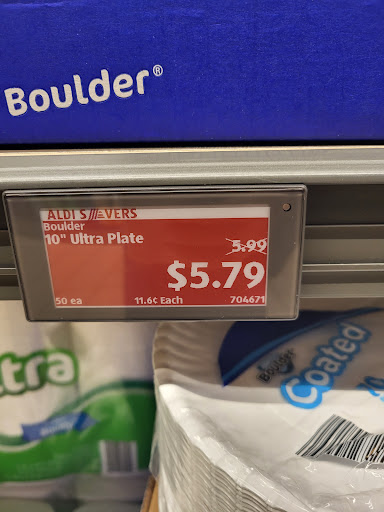 Boulder®
ALDI SAVERS
Boulder
10" Ultra Plate
5.99
$5.79
50 ea 11.6¢ Each 704671
tra
Boulder
Coated